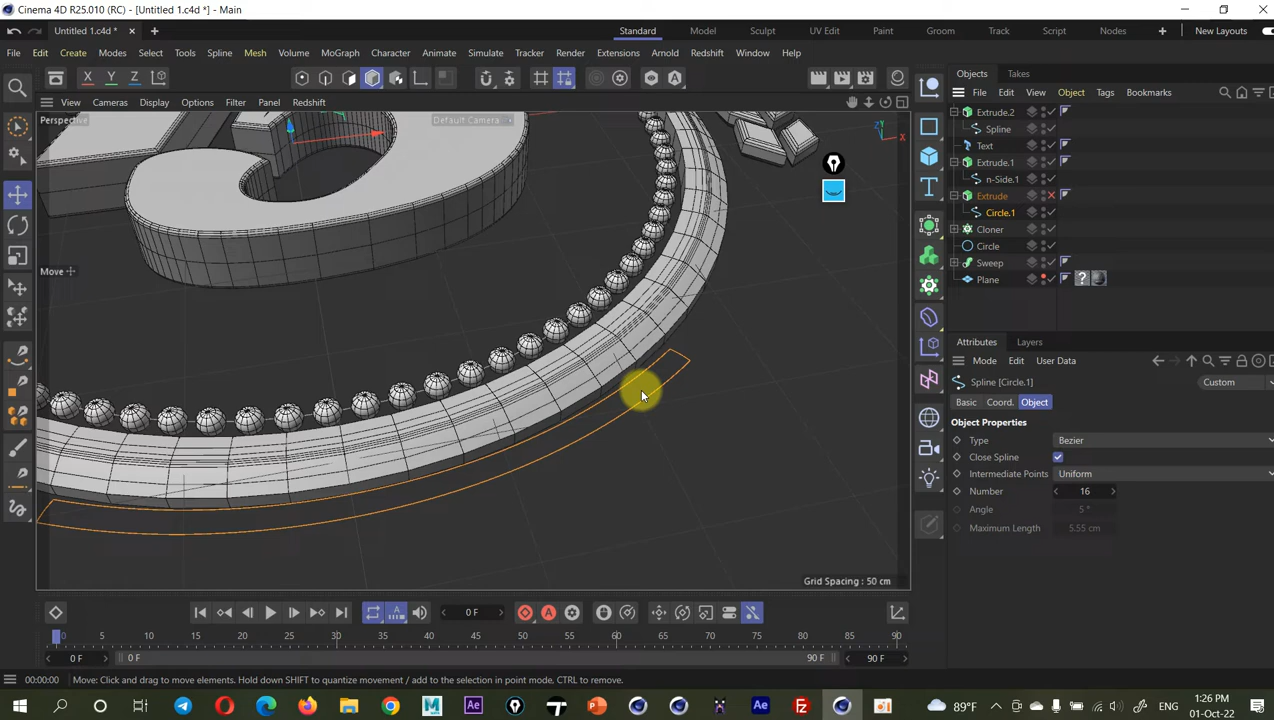 Cinema 4D R25.010 (RC) - [Untitled 1.c4d *] - Main
Untitled 1.c4d *
Standard
Model
Sculpt
UV Edit
Paint
Groom
Track
Script
Nodes
New Layouts
File Edit Create Modes Select Tools Spline Mesh Volume MoGraph Character Animate Simulate Tracker Render Extensions Arnold Redshift Window Help
X Y Z
Objects Takes
View Cameras Display Options Filter Panel Redshift
File Edit View Object Tags Bookmarks
Perspective
Default Camera
Z Y X
Extrude.2
Spline
Text
Extrude.1
n-Side.1
Extrude
Circle.1
Cloner
Circle
Sweep
Plane
Move
Attributes Layers
Mode Edit User Data
Spline [Circle.1]
Custom
Basic Coord. Object
Object Properties
Type Bezier
Close Spline
Intermediate Points Uniform
Number 16
Angle 5 °
Maximum Length 5.55 cm
Grid Spacing : 50 cm
0 F
0 5 10 15 20 25 30 35 40 45 50 55 60 65 70 75 80 85 90
0 F 0 F 90 F 90 F
00:00:00 Move: Click and drag to move elements. Hold down SHIFT to quantize movement / add to the selection in point mode, CTRL to remove.
89°F
ENG
1:26 PM
01-Oct-22